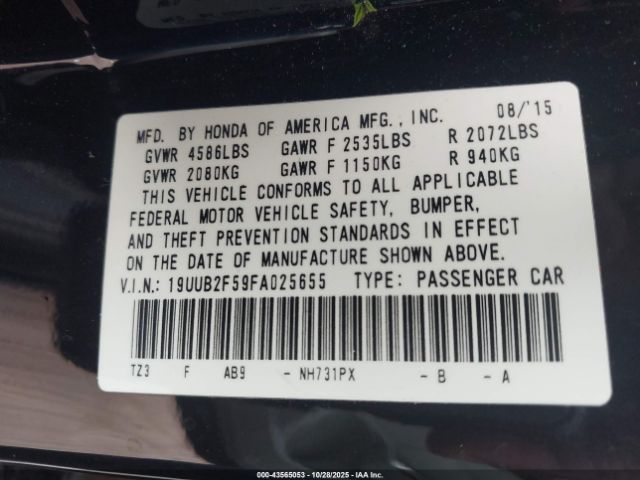 08/'15
MFD. BY HONDA OF AMERICA MFG., INC.
GVWR 4586LBS GAWR F 2535LBS R 2072LBS
GVWR 2080KG GAWR F 1150KG R 940KG
THIS VEHICLE CONFORMS TO ALL APPLICABLE
FEDERAL MOTOR VEHICLE SAFETY, BUMPER,
AND THEFT PREVENTION STANDARDS IN EFFECT
ON THE DATE OF MANUFACTURE SHOWN ABOVE.
V.I.N.: 19UUB2F59FA025655 TYPE: PASSENGER CAR
TZ3 F AB9 - NH731PX - B - A
00-43565053 | 10/28/2025 | IAA Inc.